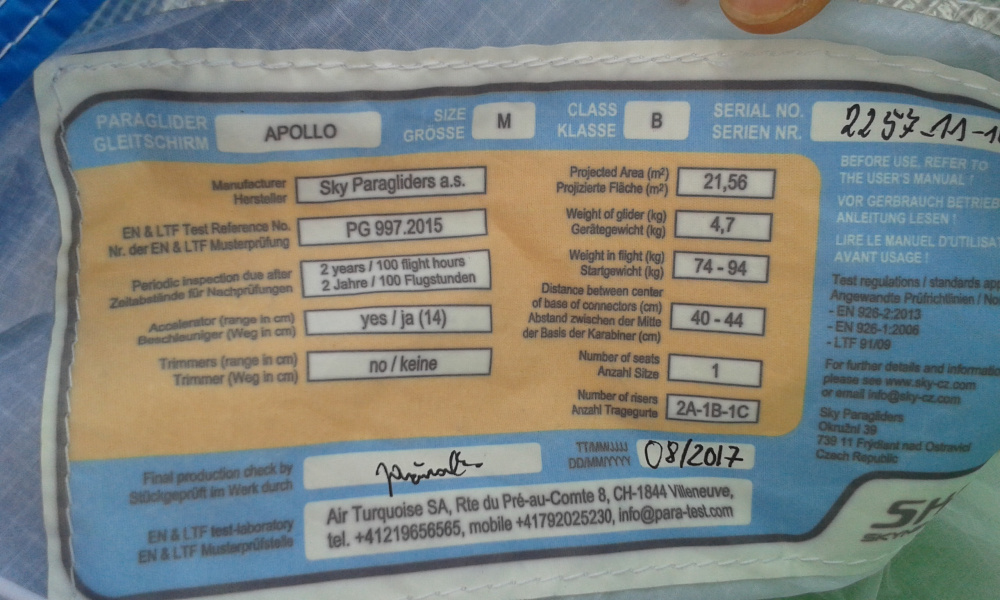 PARAGLIDER
GLEITSCHIRM
APOLLO
SIZE
GRÖSSE
M
CLASS
KLASSE
B
SERIAL NO.
SERIEN NR.
2257-11-
Manufacturer
Hersteller
Sky Paragliders a.s.
EN & LTF Test Reference No.
Nr. der EN & LTF Musterprüfung
PG 997.2015
Periodic inspection due after
Zeitabstände für Nachprüfungen
2 years / 100 flight hours
2 Jahre / 100 Flugstunden
Accelerator (range in cm)
Beschleuniger (Weg in cm)
yes / ja (14)
Trimmers (range in cm)
Trimmer (Weg in cm)
no / keine
Projected Area (m²)
Projizierte Fläche (m²)
21,56
Weight of glider (kg)
Gerätegewicht (kg)
4,7
Weight in flight (kg)
Startgewicht (kg)
74 - 94
Distance between center
of base of connectors (cm)
Abstand zwischen der Mitte
der Basis der Karabiner (cm)
40 - 44
Number of seats
Anzahl Sitze
1
Number of risers
Anzahl Tragegurte
2A-1B-1C
BEFORE USE, REFER TO
THE USER'S MANUAL !
VOR GERBRAUCH BETRIEB
ANLEITUNG LESEN !
LIRE LE MANUEL D'UTILISA
AVANT USAGE !
Test regulations / standards ap
Angewandte Prüfrichtlinien / No
- EN 926-2:2013
- EN 926-1:2006
- LTF 91/09
For further details and informatio
please see www.sky-cz.com
or email info@sky-cz.com
Sky Paragliders
Okružní 39
739 11 Frýdlant nad Ostravicí
Czech Republic
Final production check by
Stückgeprüft im Werk durch
TT/MM/JJJJ
DD/MM/YYYY
08/2017
EN & LTF test-laboratory
EN & LTF Musterprüfstelle
Air Turquoise SA, Rte du Pré-au-Comte 8, CH-1844 Villeneuve,
tel. +41219656565, mobile +41792025230, info@para-test.com